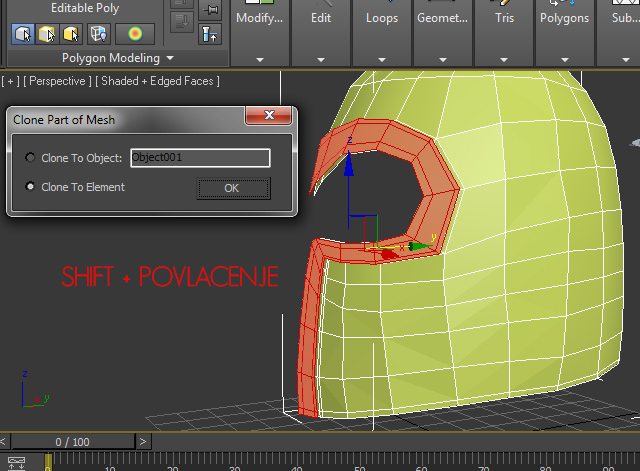 Editable Poly
Modify...
Edit
Loops
Geomet...
Tris
Polygons
Sub...
Polygon Modeling
[ + ] [ Perspective ] [ Shaded + Edged Faces ]
Clone Part of Mesh
Clone To Object: Object001
Clone To Element
OK
z
y
x
SHIFT + POVLACENJE
z
y
< 0 / 100 >
0 10 20 30 40 50 60 70 80 90